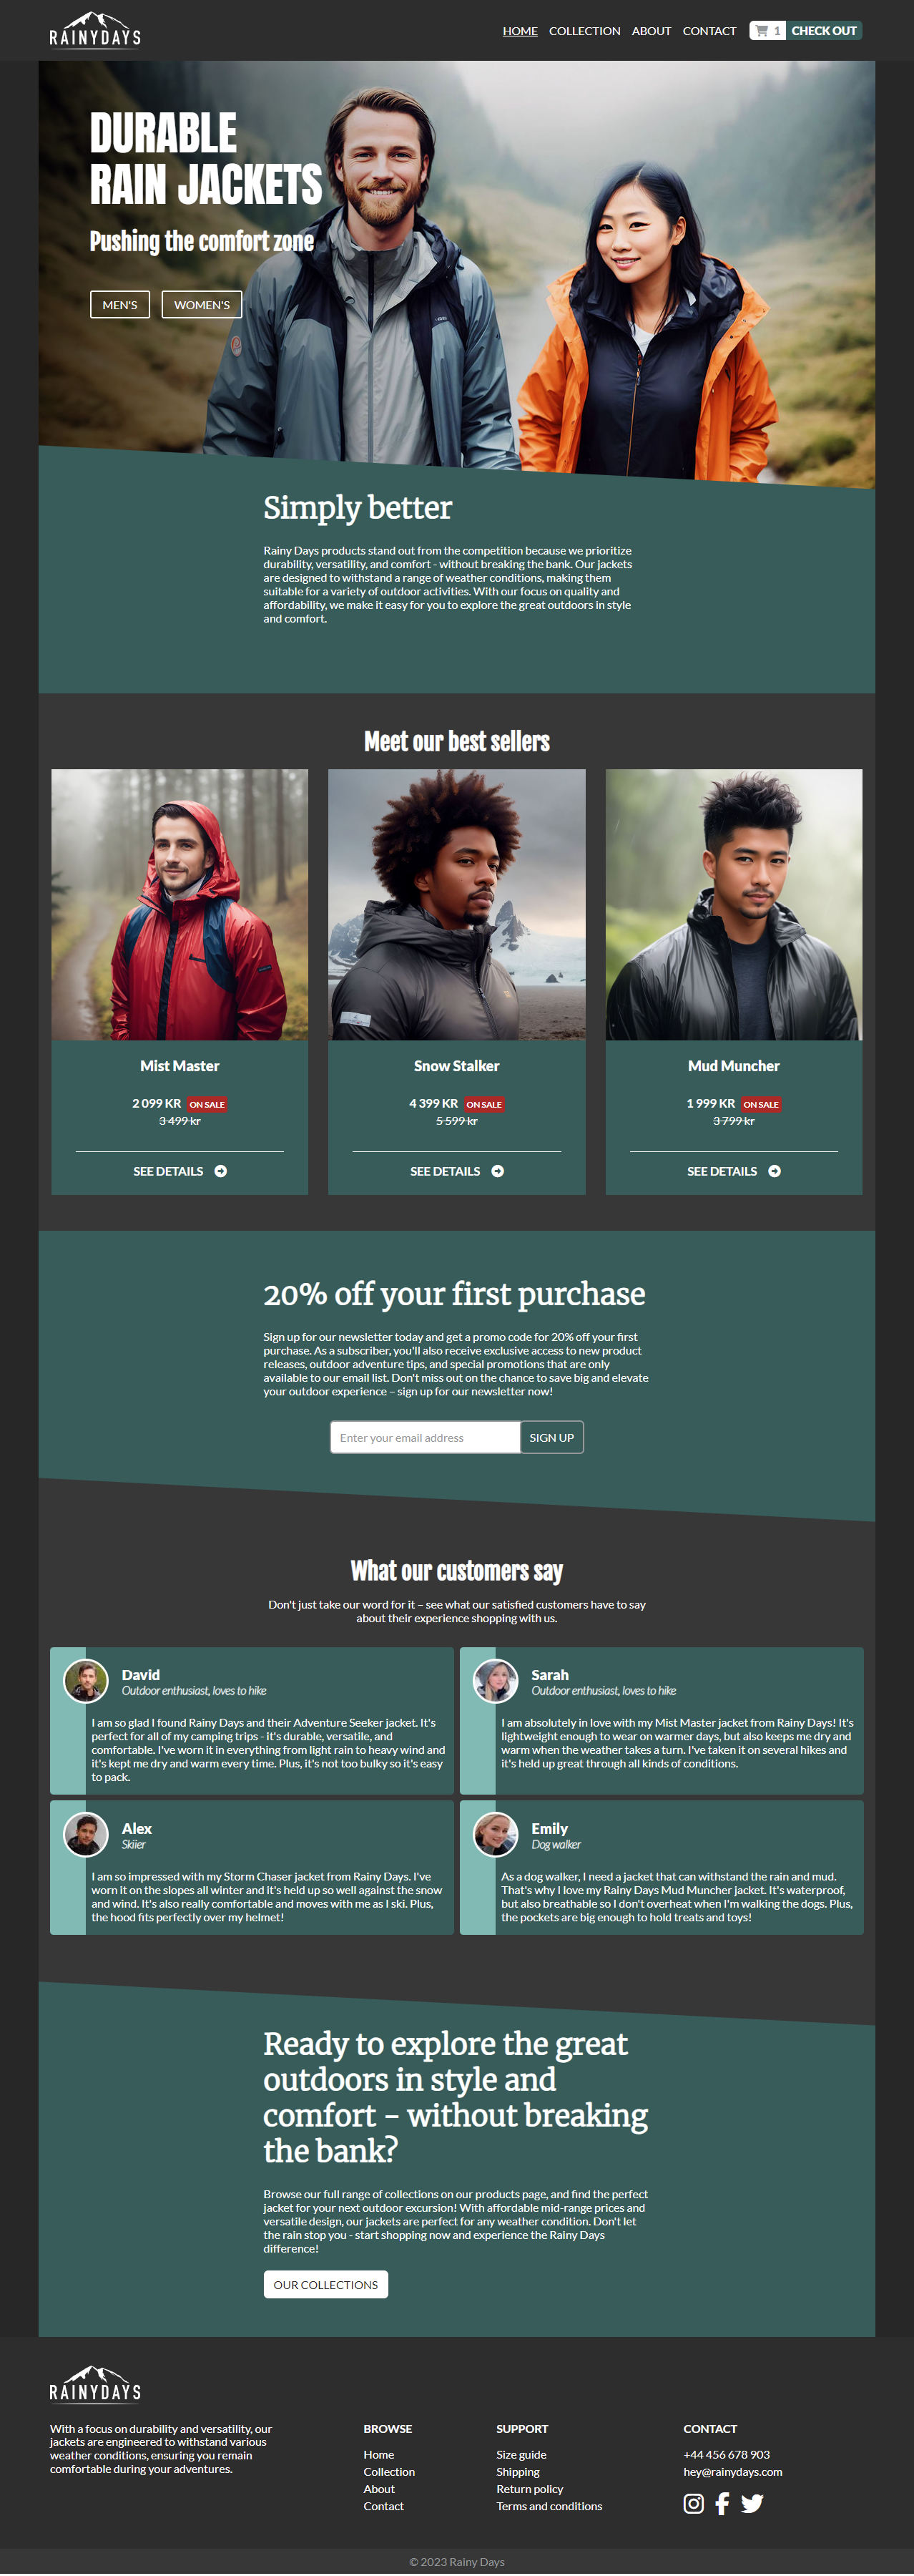 RAINYDAYS
HOME COLLECTION ABOUT CONTACT 1 CHECK OUT
DURABLE
RAIN JACKETS
Pushing the comfort zone
MEN'S WOMEN'S
Simply better
Rainy Days products stand out from the competition because we prioritize
durability, versatility, and comfort - without breaking the bank. Our jackets
are designed to withstand a range of weather conditions, making them
suitable for a variety of outdoor activities. With our focus on quality and
affordability, we make it easy for you to explore the great outdoors in style
and comfort.
Meet our best sellers
Mist Master
2 099 KR ON SALE
3 499 kr
SEE DETAILS
Snow Stalker
4 399 KR ON SALE
5 599 kr
SEE DETAILS
Mud Muncher
1 999 KR ON SALE
3 799 kr
SEE DETAILS
20% off your first purchase
Sign up for our newsletter today and get a promo code for 20% off your first
purchase. As a subscriber, you'll also receive exclusive access to new product
releases, outdoor adventure tips, and special promotions that are only
available to our email list. Don't miss out on the chance to save big and elevate
your outdoor experience – sign up for our newsletter now!
Enter your email address SIGN UP
What our customers say
Don't just take our word for it – see what our satisfied customers have to say
about their experience shopping with us.
David
Outdoor enthusiast, loves to hike
I am so glad I found Rainy Days and their Adventure Seeker jacket. It's
perfect for all of my camping trips - it's durable, versatile, and
comfortable. I've worn it in everything from light rain to heavy wind and
it's kept me dry and warm every time. Plus, it's not too bulky so it's easy
to pack.
Sarah
Outdoor enthusiast, loves to hike
I am absolutely in love with my Mist Master jacket from Rainy Days! It's
lightweight enough to wear on warmer days, but also keeps me dry and
warm when the weather takes a turn. I've taken it on several hikes and
it's held up great through all kinds of conditions.
Alex
Skiier
I am so impressed with my Storm Chaser jacket from Rainy Days. I've
worn it on the slopes all winter and it's held up so well against the snow
and wind. It's also really comfortable and moves with me as I ski. Plus,
the hood fits perfectly over my helmet!
Emily
Dog walker
As a dog walker, I need a jacket that can withstand the rain and mud.
That's why I love my Rainy Days Mud Muncher jacket. It's waterproof,
but also breathable so I don't overheat when I'm walking the dogs. Plus,
the pockets are big enough to hold treats and toys!
Ready to explore the great
outdoors in style and
comfort - without breaking
the bank?
Browse our full range of collections on our products page, and find the perfect
jacket for your next outdoor excursion! With affordable mid-range prices and
versatile design, our jackets are perfect for any weather condition. Don't let
the rain stop you - start shopping now and experience the Rainy Days
difference!
OUR COLLECTIONS
RAINYDAYS
With a focus on durability and versatility, our
jackets are engineered to withstand various
weather conditions, ensuring you remain
comfortable during your adventures.
BROWSE
Home
Collection
About
Contact
SUPPORT
Size guide
Shipping
Return policy
Terms and conditions
CONTACT
+44 456 678 903
hey@rainydays.com
© 2023 Rainy Days